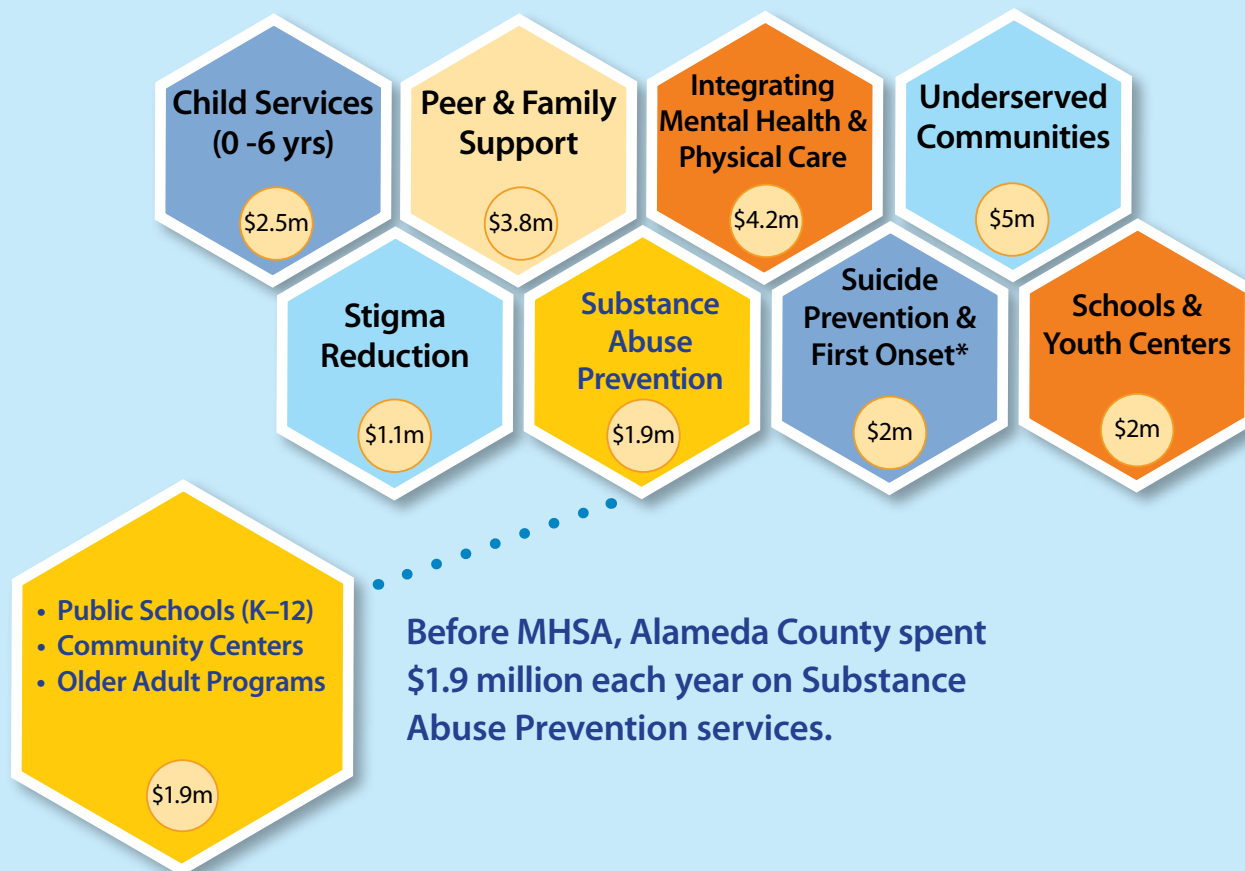 Child Services
(0 -6 yrs)
$2.5m
Peer & Family
Support
$3.8m
Integrating
Mental Health &
Physical Care
$4.2m
Underserved
Communities
$5m
Stigma
Reduction
$1.1m
Substance
Abuse
Prevention
$1.9m
Suicide
Prevention &
First Onset*
$2m
Schools &
Youth Centers
$2m
• Public Schools (K–12)
• Community Centers
• Older Adult Programs
$1.9m
Before MHSA, Alameda County spent
$1.9 million each year on Substance
Abuse Prevention services.